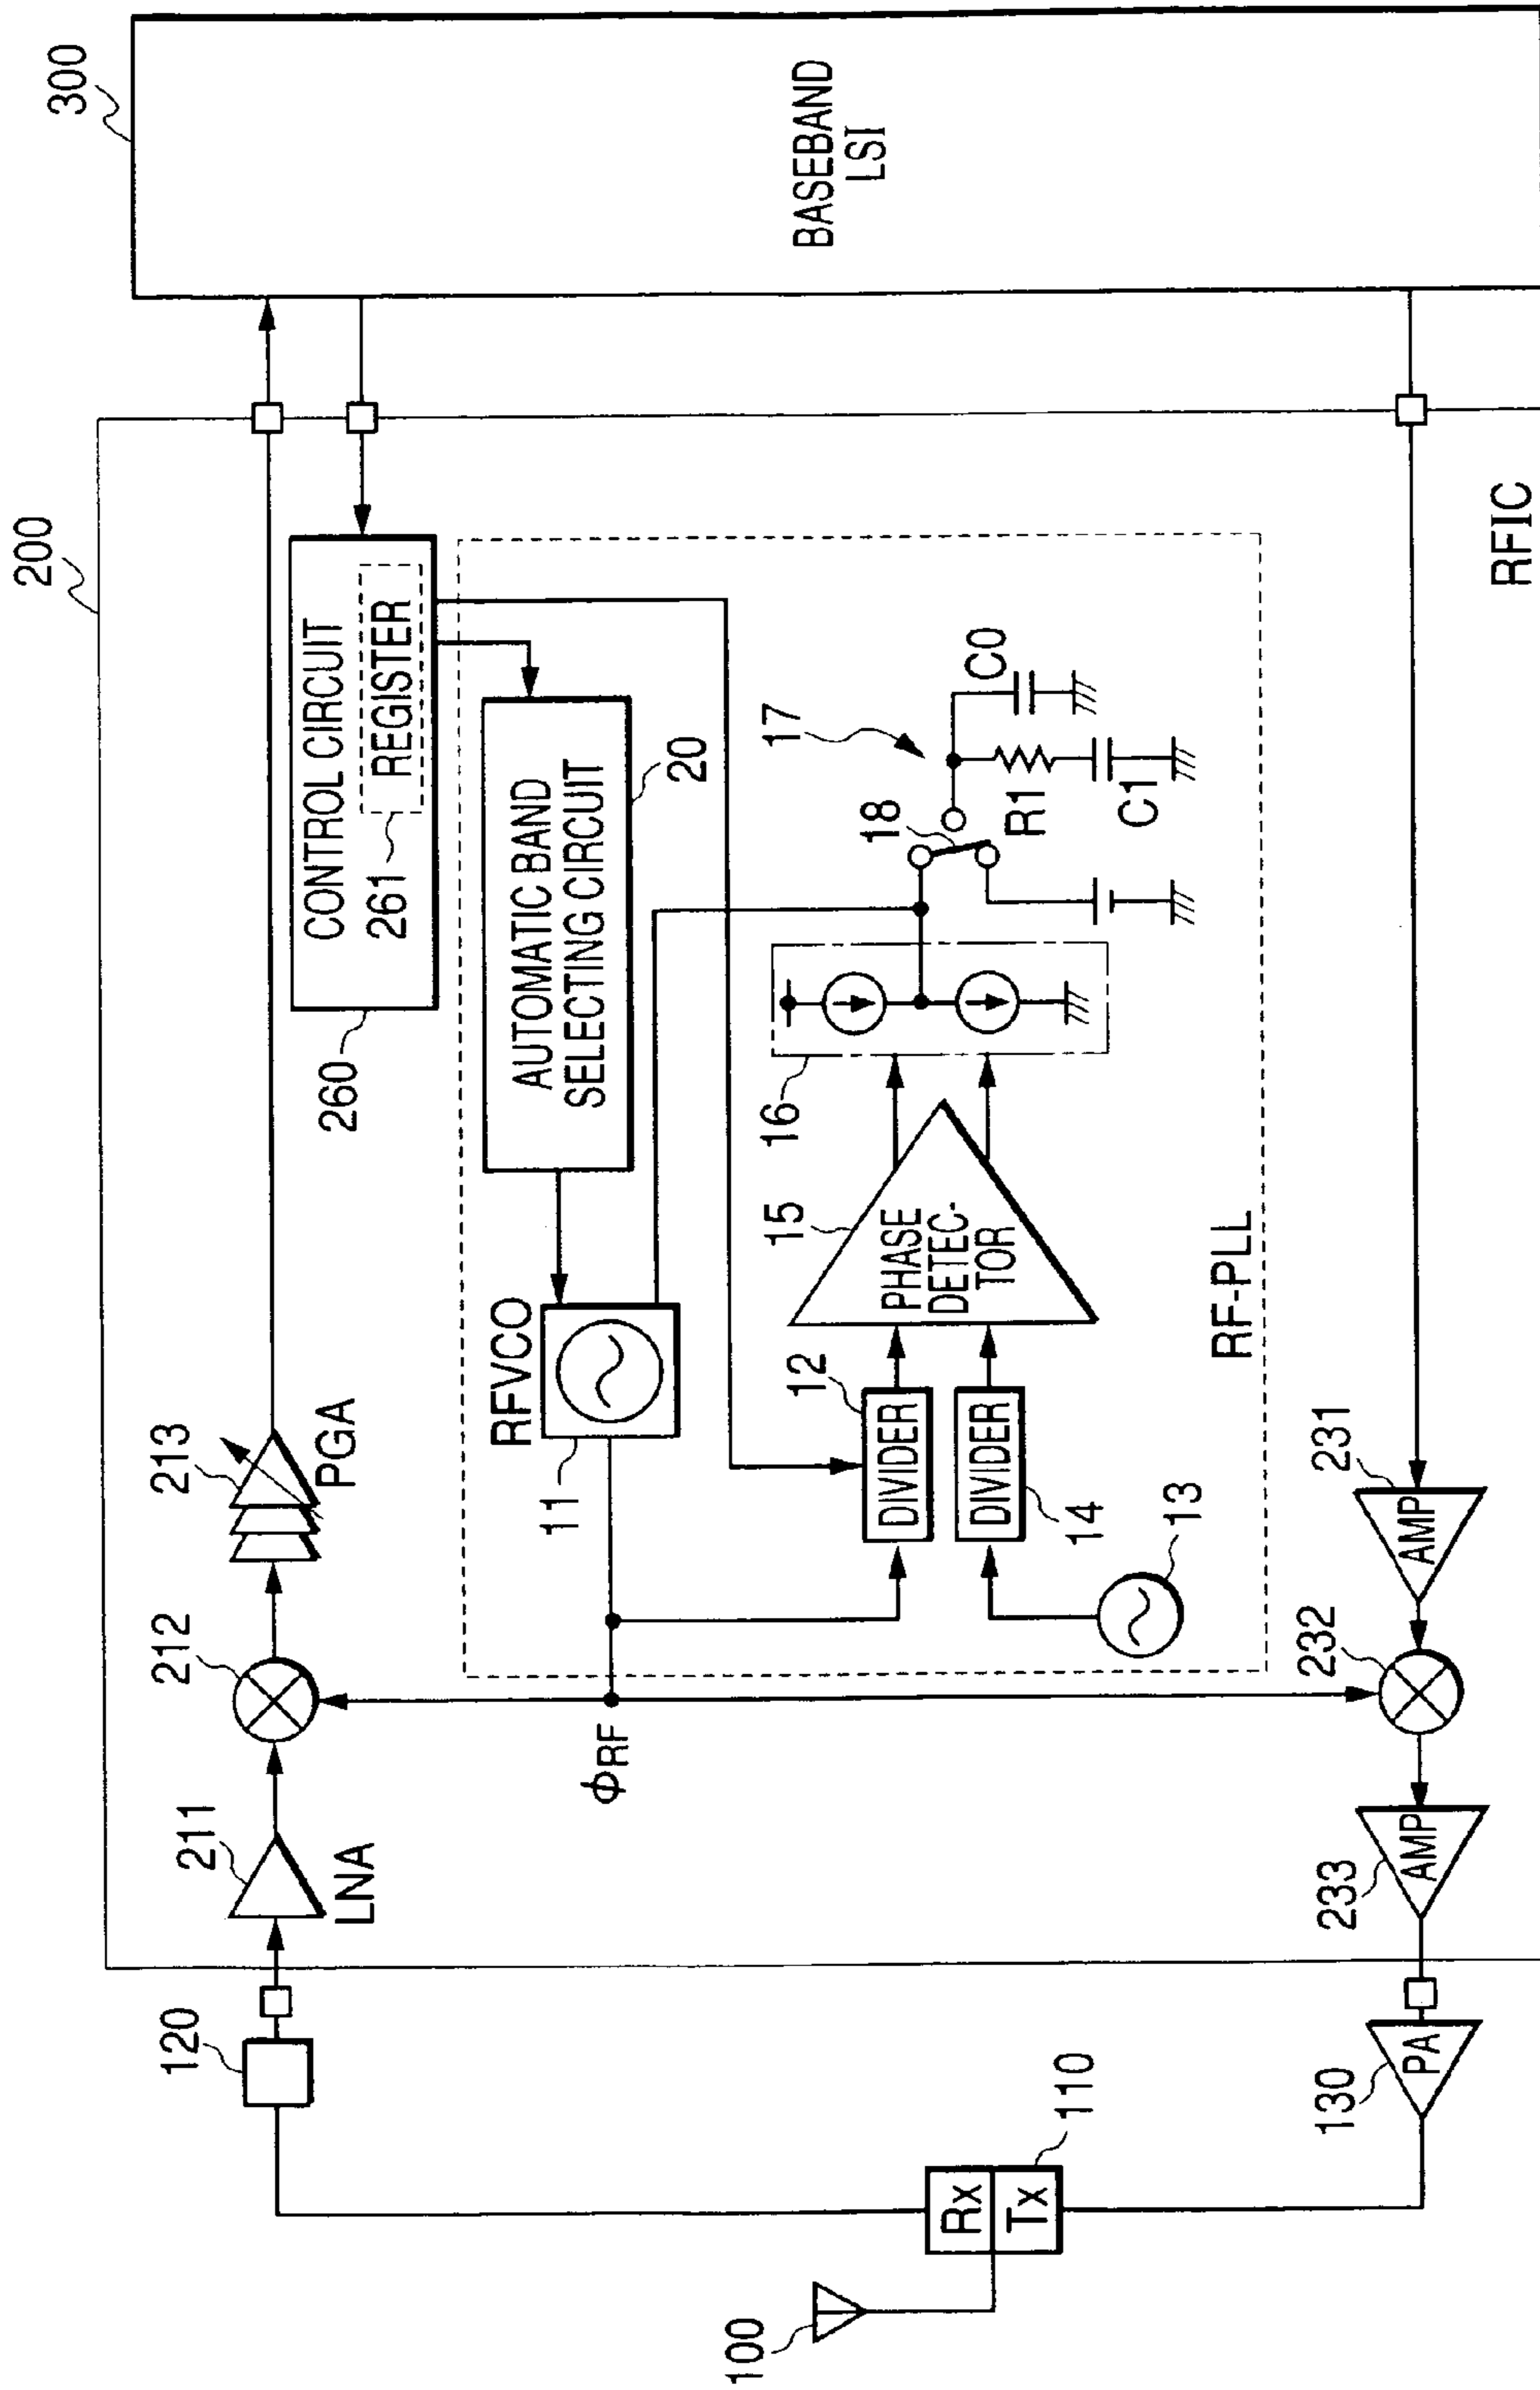 300
BASEBAND
LSI
200
CONTROL CIRCUIT
REGISTER
261
260
AUTOMATIC BAND
SELECTING CIRCUIT
20
213
PGA
212
211
LNA
120
RFVCO
11
ΦRF
12
DIVIDER
DIVIDER
14
13
15
PHASE
DETEC-
TOR
16
17
18
C0
R1
C1
RF-PLL
RFIC
231
AMP
232
233
AMP
130
PA
110
Rx
Tx
100